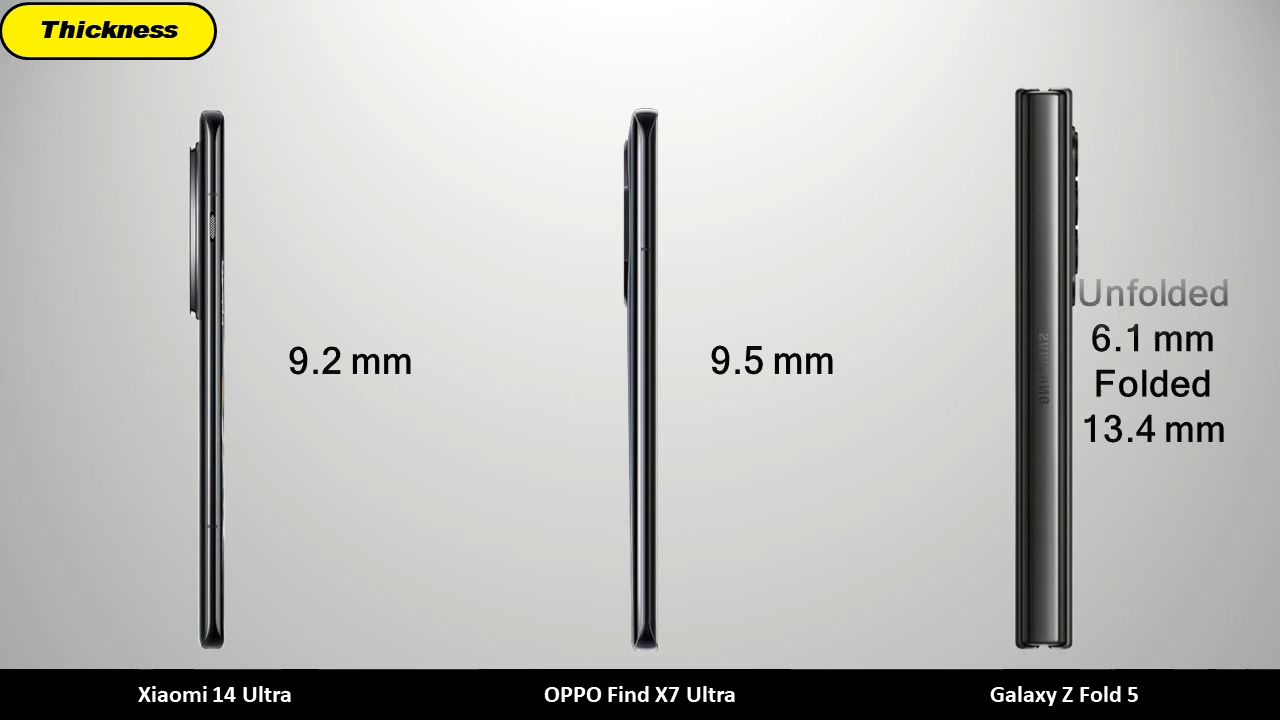 Thickness
9.2 mm
9.5 mm
Unfolded
6.1 mm
Folded
13.4 mm
SAMSUNG
Xiaomi 14 Ultra
OPPO Find X7 Ultra
Galaxy Z Fold 5